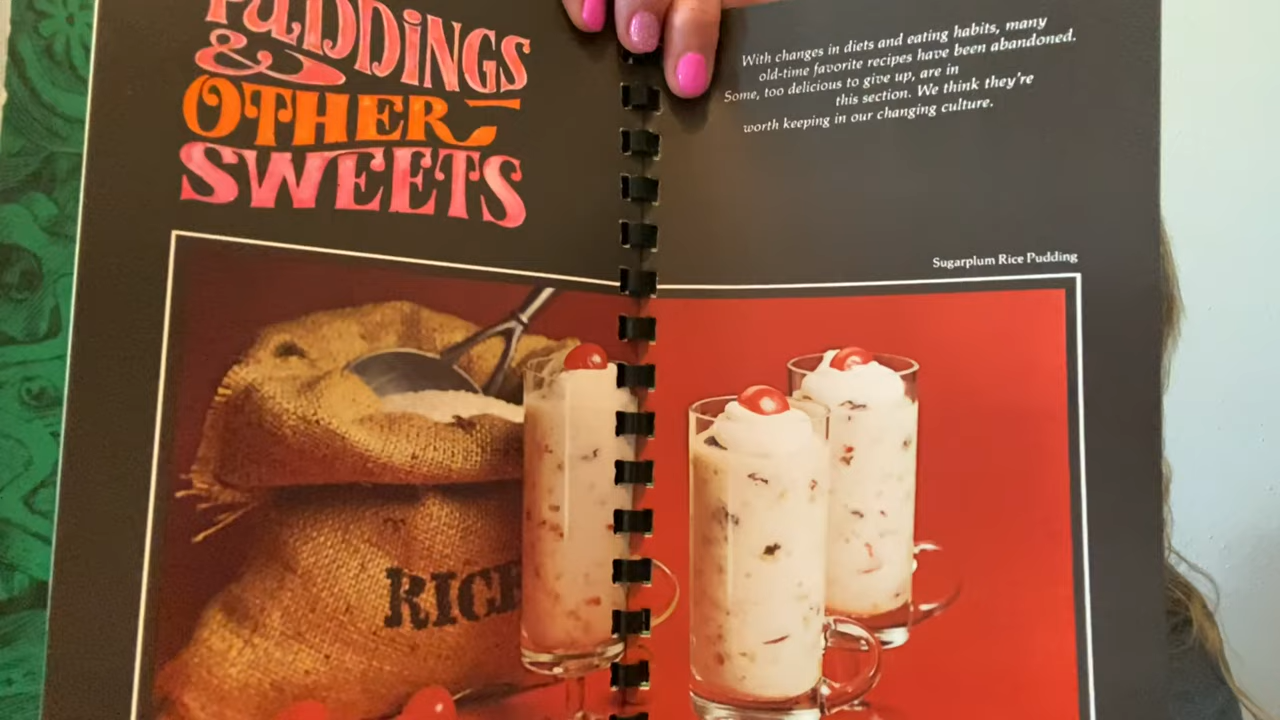 PUDDINGS
&
OTHER
SWEETS
With changes in diets and eating habits, many
old-time favorite recipes have been abandoned.
Some, too delicious to give up, are in
this section. We think they're
worth keeping in our changing culture.
Sugarplum Rice Pudding
RICE